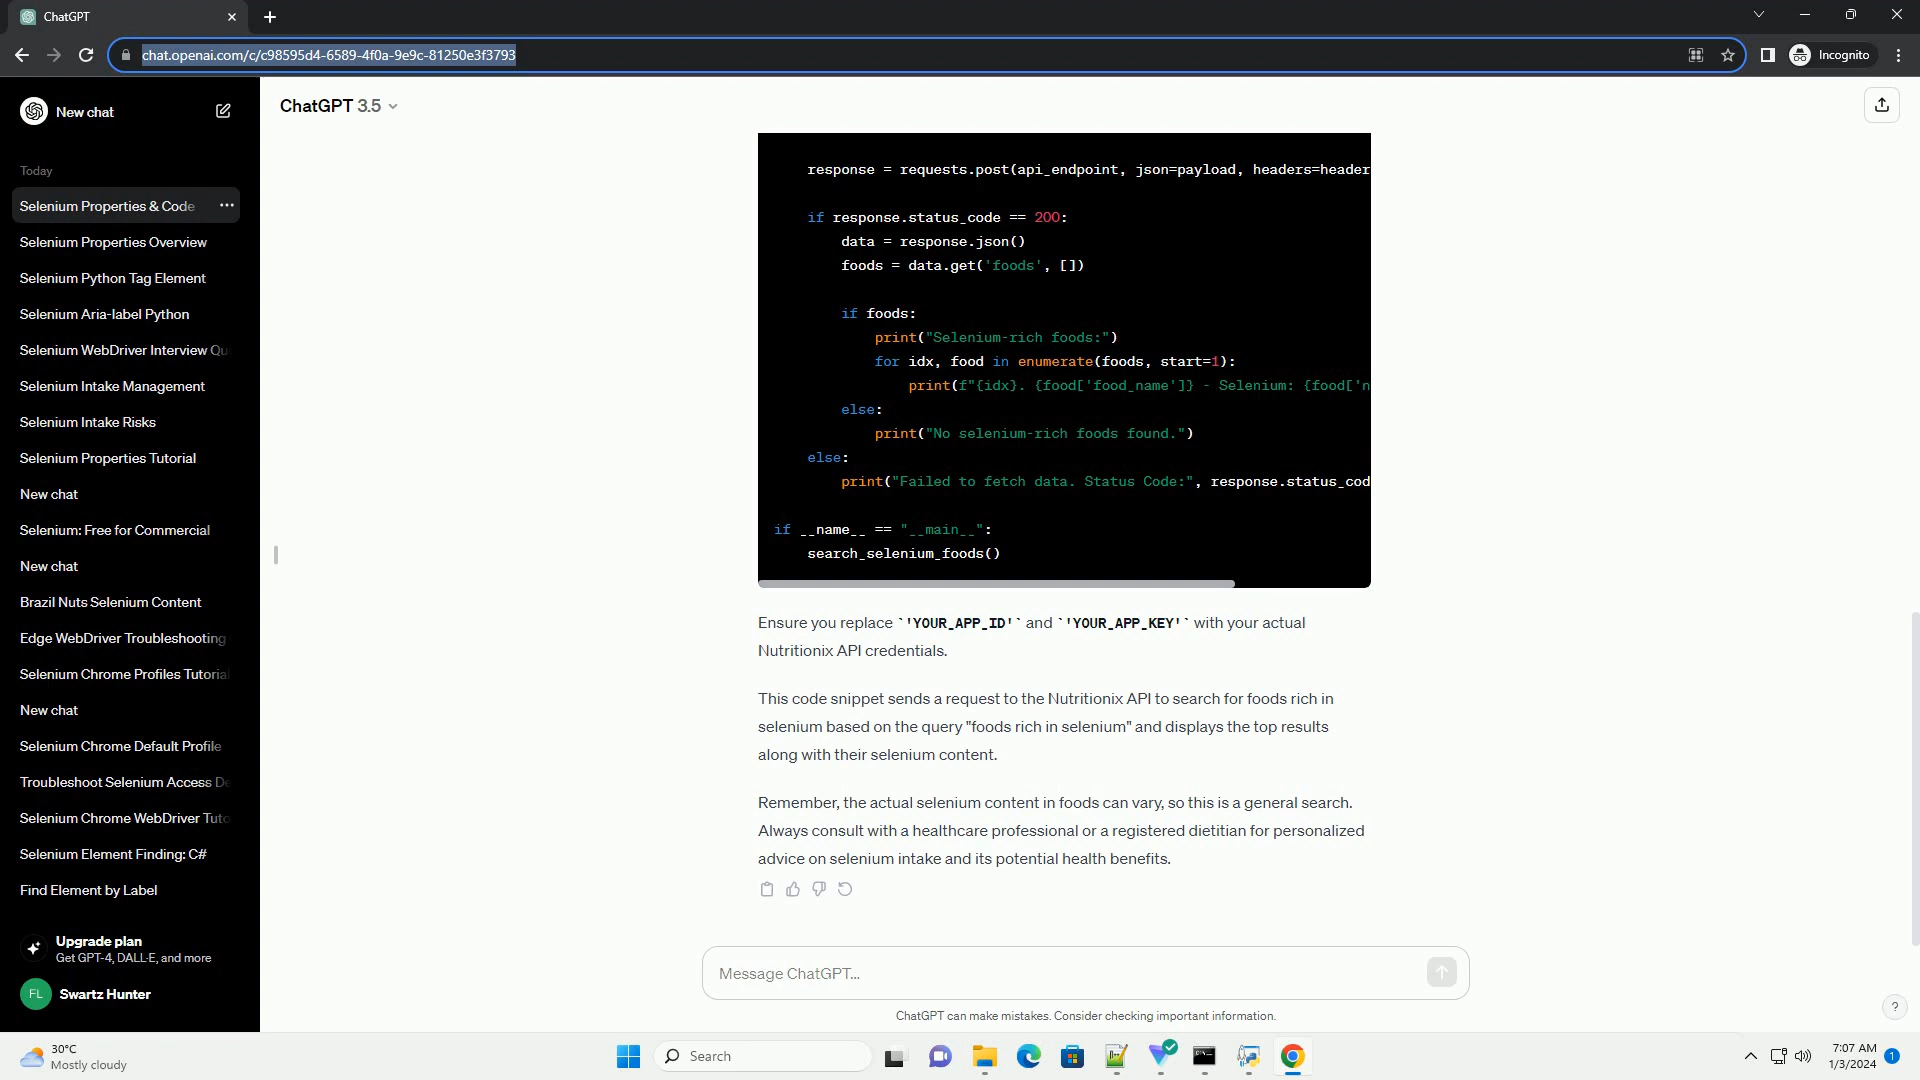 ChatGPT
chat.openai.com/c/c98595d4-6589-4f0a-9e9c-81250e3f3793
Incognito
New chat
ChatGPT 3.5
Today
Selenium Properties & Code
Selenium Properties Overview
Selenium Python Tag Element
Selenium Aria-label Python
Selenium WebDriver Interview Qu
Selenium Intake Management
Selenium Intake Risks
Selenium Properties Tutorial
New chat
Selenium: Free for Commercial
New chat
Brazil Nuts Selenium Content
Edge WebDriver Troubleshooting
Selenium Chrome Profiles Tutorial
New chat
Selenium Chrome Default Profile
Troubleshoot Selenium Access De
Selenium Chrome WebDriver Tuto
Selenium Element Finding: C#
Find Element by Label
Upgrade plan
Get GPT-4, DALL·E, and more
FL
Swartz Hunter
response = requests.post(api_endpoint, json=payload, headers=header
if response.status_code == 200:
data = response.json()
foods = data.get('foods', [])
if foods:
print("Selenium-rich foods:")
for idx, food in enumerate(foods, start=1):
print(f"{idx}. {food['food_name']} - Selenium: {food['n
else:
print("No selenium-rich foods found.")
else:
print("Failed to fetch data. Status Code:", response.status_cod
if __name__ == "__main__":
search_selenium_foods()
Ensure you replace `'YOUR_APP_ID'` and `'YOUR_APP_KEY'` with your actual
Nutritionix API credentials.
This code snippet sends a request to the Nutritionix API to search for foods rich in
selenium based on the query "foods rich in selenium" and displays the top results
along with their selenium content.
Remember, the actual selenium content in foods can vary, so this is a general search.
Always consult with a healthcare professional or a registered dietitian for personalized
advice on selenium intake and its potential health benefits.
Message ChatGPT...
ChatGPT can make mistakes. Consider checking important information.
?
30°C
Mostly cloudy
Search
7:07 AM
1/3/2024
1